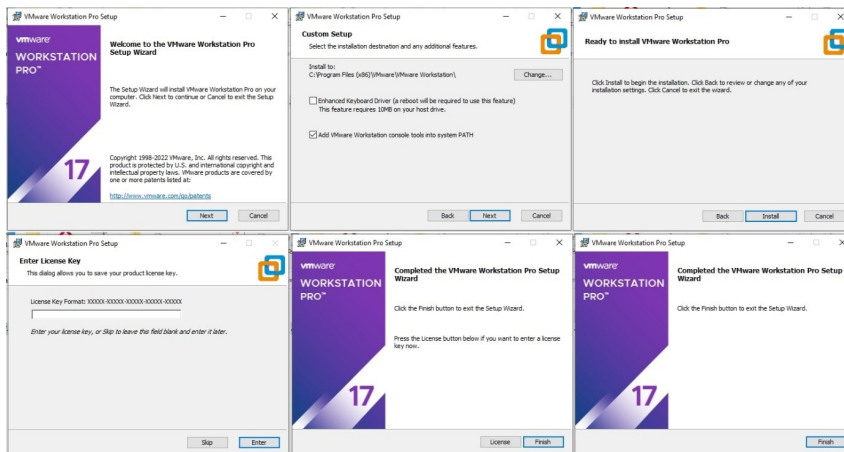 VMware Workstation Pro Setup
vmware
WORKSTATION
PRO™
17
Welcome to the VMware Workstation Pro
Setup Wizard
The Setup Wizard will install VMware Workstation Pro on your
computer. Click Next to continue or Cancel to exit the Setup
Wizard.
Copyright 1998-2022 VMware, Inc. All rights reserved. This
product is protected by U.S. and international copyright and
intellectual property laws. VMware products are covered by
one or more patents listed at:
http://www.vmware.com/go/patents
Next
Cancel
VMware Workstation Pro Setup
Custom Setup
Select the installation destination and any additional features.
Install to:
C:\Program Files (x86)\VMware\VMware Workstation\
Change...
Enhanced Keyboard Driver (a reboot will be required to use this feature)
This feature requires 10MB on your host drive.
Add VMware Workstation console tools into system PATH
Back
Next
Cancel
VMware Workstation Pro Setup
Ready to install VMware Workstation Pro
Click Install to begin the installation. Click Back to review or change any of your
installation settings. Click Cancel to exit the wizard.
Back
Install
Cancel
VMware Workstation Pro Setup
Enter License Key
This dialog allows you to save your product license key.
License Key Format: XXXXX-XXXXX-XXXXX-XXXXX-XXXXX
Enter your license key, or Skip to leave this field blank and enter it later.
Skip
Enter
VMware Workstation Pro Setup
vmware
WORKSTATION
PRO™
17
Completed the VMware Workstation Pro Setup
Wizard
Click the Finish button to exit the Setup Wizard.
Press the License button below if you want to enter a license
key now.
License
Finish
VMware Workstation Pro Setup
vmware
WORKSTATION
PRO™
17
Completed the VMware Workstation Pro Setup
Wizard
Click the Finish button to exit the Setup Wizard.
Finish